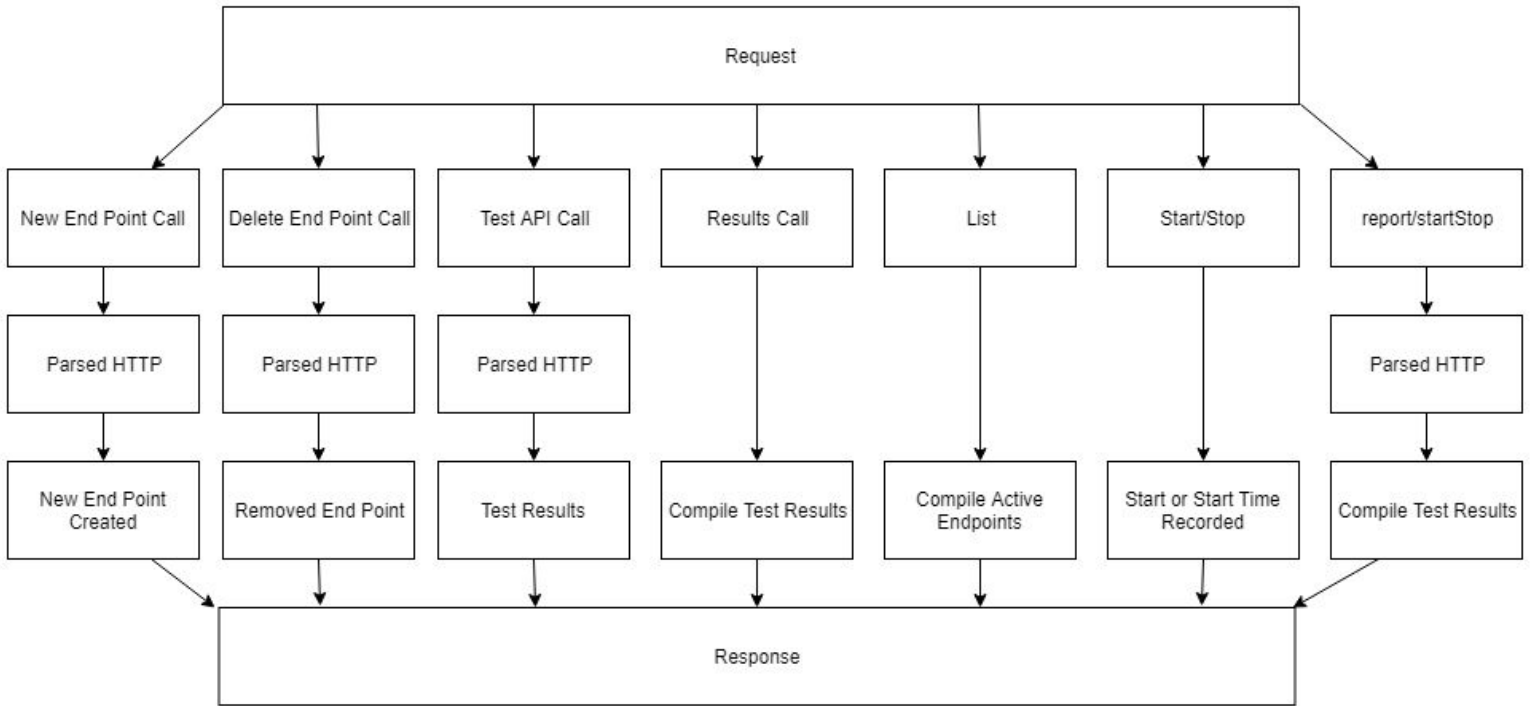 Request
New End Point Call
Delete End Point Call
Test API Call
Results Call
List
Start/Stop
report/startStop
Parsed HTTP
Parsed HTTP
Parsed HTTP
Parsed HTTP
New End Point
Created
Removed End Point
Test Results
Compile Test Results
Compile Active
Endpoints
Start or Start Time
Recorded
Compile Test Results
Response